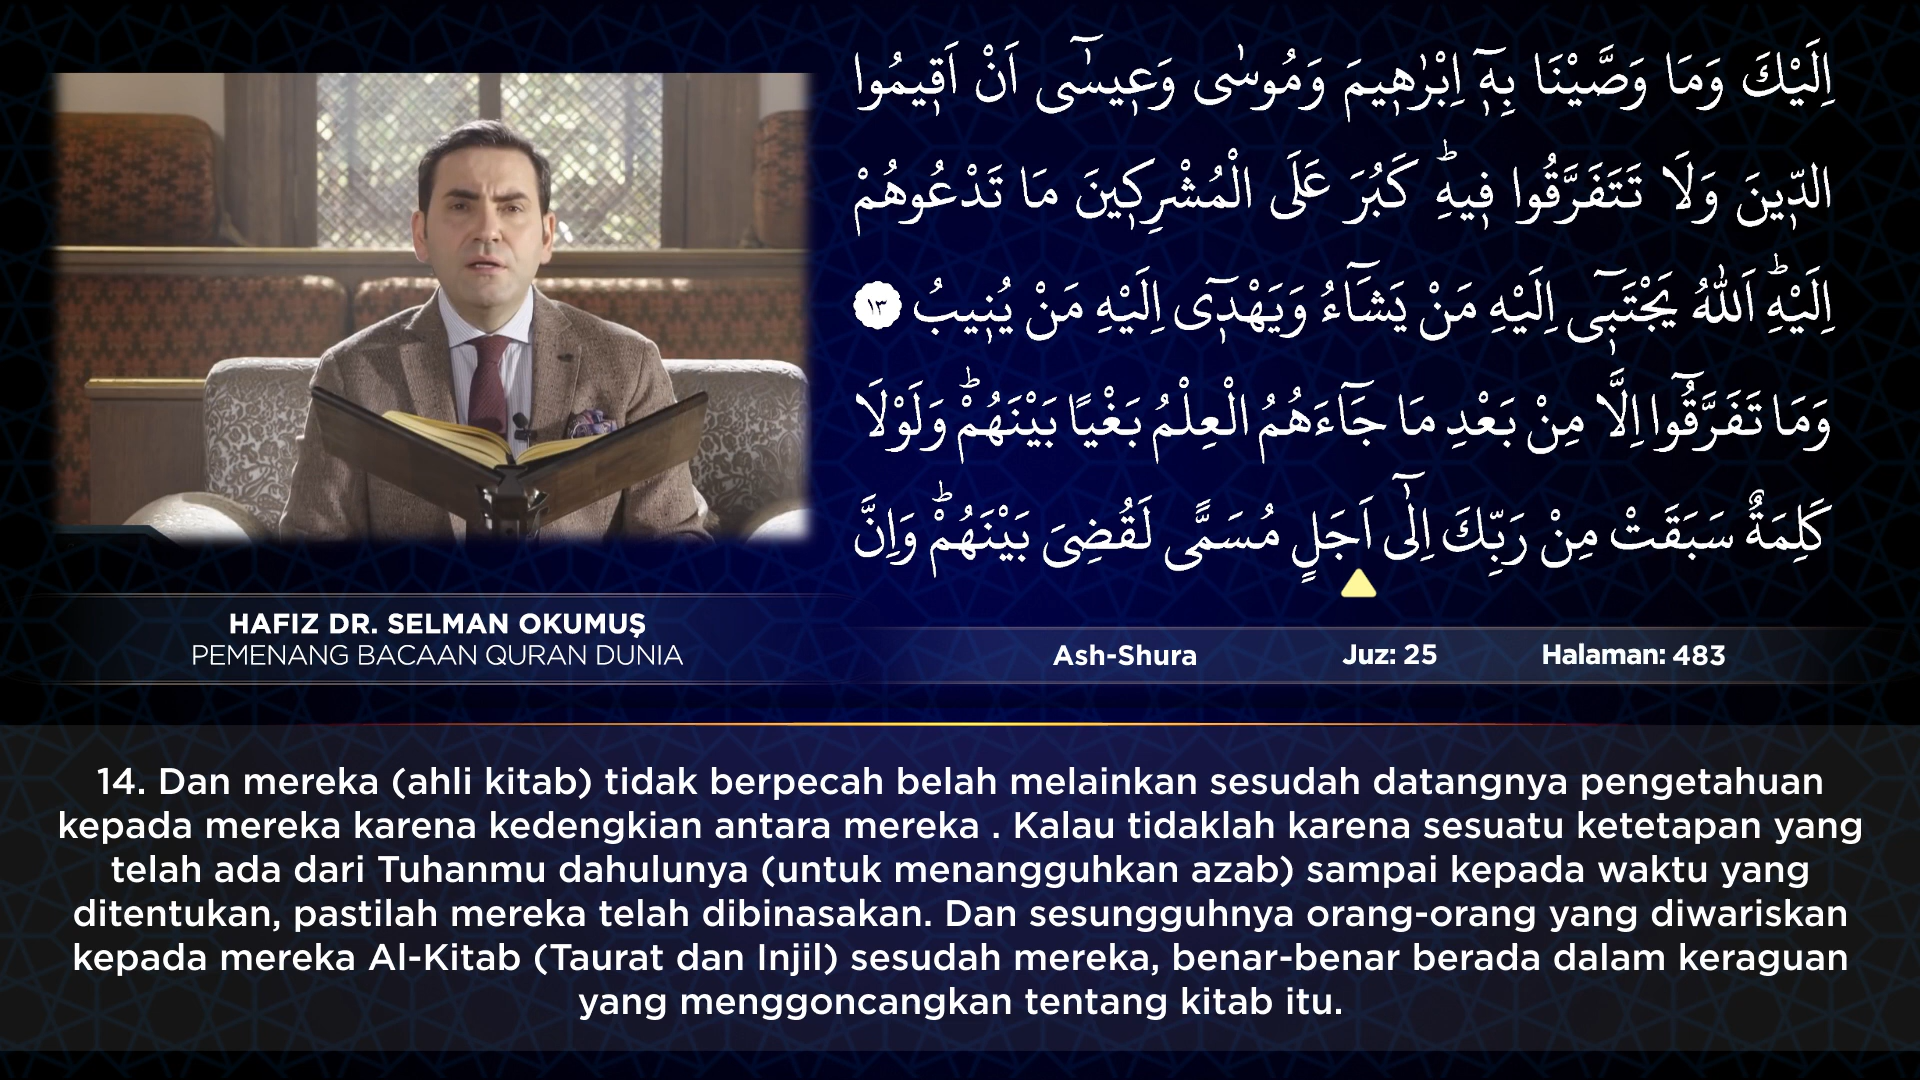 اِلَيْكَ وَمَا وَصَّيْنَا بِهٖٓ اِبْرٰهٖيمَ وَمُوسٰى وَعٖيسٰٓى اَنْ اَقٖيمُوا
الدّٖينَ وَلَا تَتَفَرَّقُوا فٖيهِؕ كَبُرَ عَلَى الْمُشْرِكٖينَ مَا تَدْعُوهُمْ
اِلَيْهِؕ اَللّٰهُ يَجْتَبٖٓى اِلَيْهِ مَنْ يَشَٓاءُ وَيَهْدٖٓى اِلَيْهِ مَنْ يُنٖيبُ ١٣
وَمَا تَفَرَّقُٓوا اِلَّا مِنْ بَعْدِ مَا جَٓاءَهُمُ الْعِلْمُ بَغْيًا بَيْنَهُمْؕ وَلَوْلَا
كَلِمَةٌ سَبَقَتْ مِنْ رَبِّكَ اِلٰٓى اَجَلٍ مُسَمًّى لَقُضِىَ بَيْنَهُمْؕ وَاِنَّ
HAFIZ DR. SELMAN OKUMUŞ
PEMENANG BACAAN QURAN DUNIA
Ash-Shura Juz: 25 Halaman: 483
14. Dan mereka (ahli kitab) tidak berpecah belah melainkan sesudah datangnya pengetahuan
kepada mereka karena kedengkian antara mereka . Kalau tidaklah karena sesuatu ketetapan yang
telah ada dari Tuhanmu dahulunya (untuk menangguhkan azab) sampai kepada waktu yang
ditentukan, pastilah mereka telah dibinasakan. Dan sesungguhnya orang-orang yang diwariskan
kepada mereka Al-Kitab (Taurat dan Injil) sesudah mereka, benar-benar berada dalam keraguan
yang menggoncangkan tentang kitab itu.